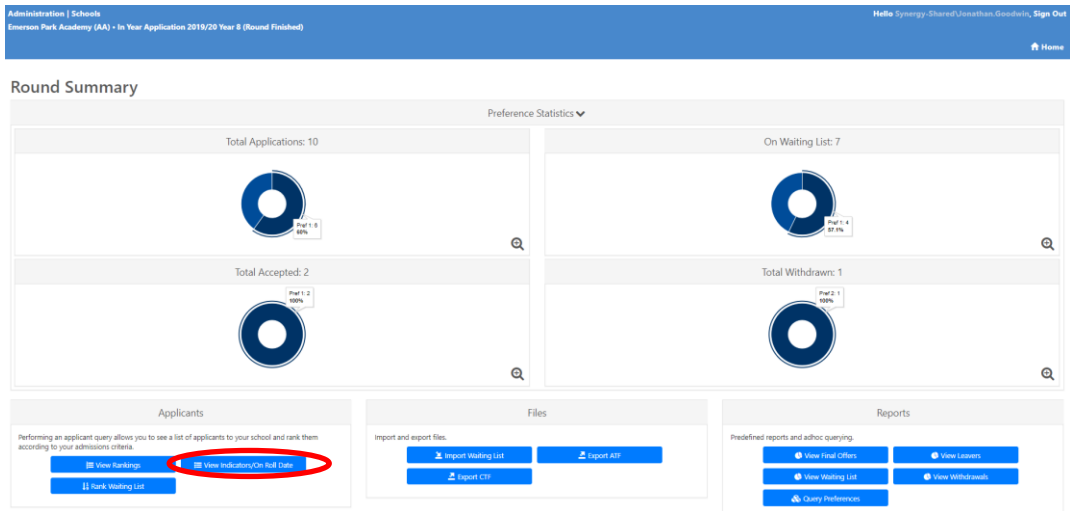 Administration | Schools
Hello Synergy-Shared\Jonathan.Goodwin, Sign Out
Emerson Park Academy (AA) - In Year Application 2019/20 Year 8 (Round Finished)
Home
Round Summary
Preference Statistics
Total Applications: 10
On Waiting List: 7
Pref 1: 6
60%
Pref 1: 4
57.1%
Total Accepted: 2
Total Withdrawn: 1
Pref 1: 2
100%
Pref 2: 1
100%
Applicants
Files
Reports
Performing an applicant query allows you to see a list of applicants to your school and rank them
according to your admissions criteria.
Import and export files.
Predefined reports and adhoc querying.
View Rankings
View Indicators/On Roll Date
Import Waiting List
Export ATF
View Final Offers
View Leavers
Rank Waiting List
Export CTF
View Waiting List
View Withdrawals
Query Preferences